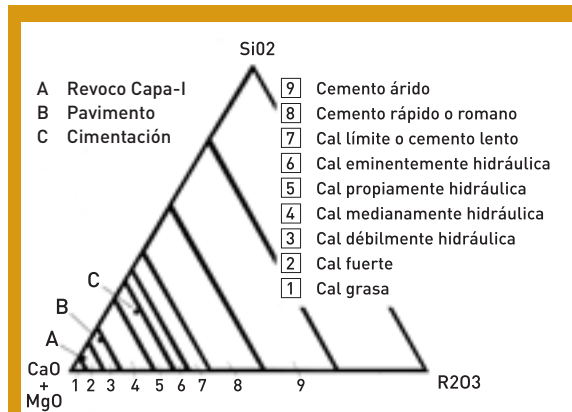 SiO2
A Revoco Capa-I
B Pavimento
C Cimentación
9 Cemento árido
8 Cemento rápido o romano
7 Cal límite o cemento lento
6 Cal eminentemente hidráulica
5 Cal propiamente hidráulica
4 Cal medianamente hidráulica
3 Cal débilmente hidráulica
2 Cal fuerte
1 Cal grasa
C
B
A
CaO
+
MgO
1 2 3 4 5 6 7 8 9
R2O3